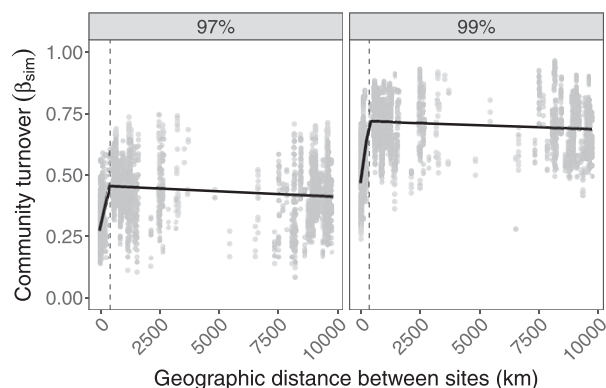 97% 99%
Community turnover (βsim)
1.00
0.75
0.50
0.25
0.00
0 2500 5000 7500 10000 0 2500 5000 7500 10000
Geographic distance between sites (km)